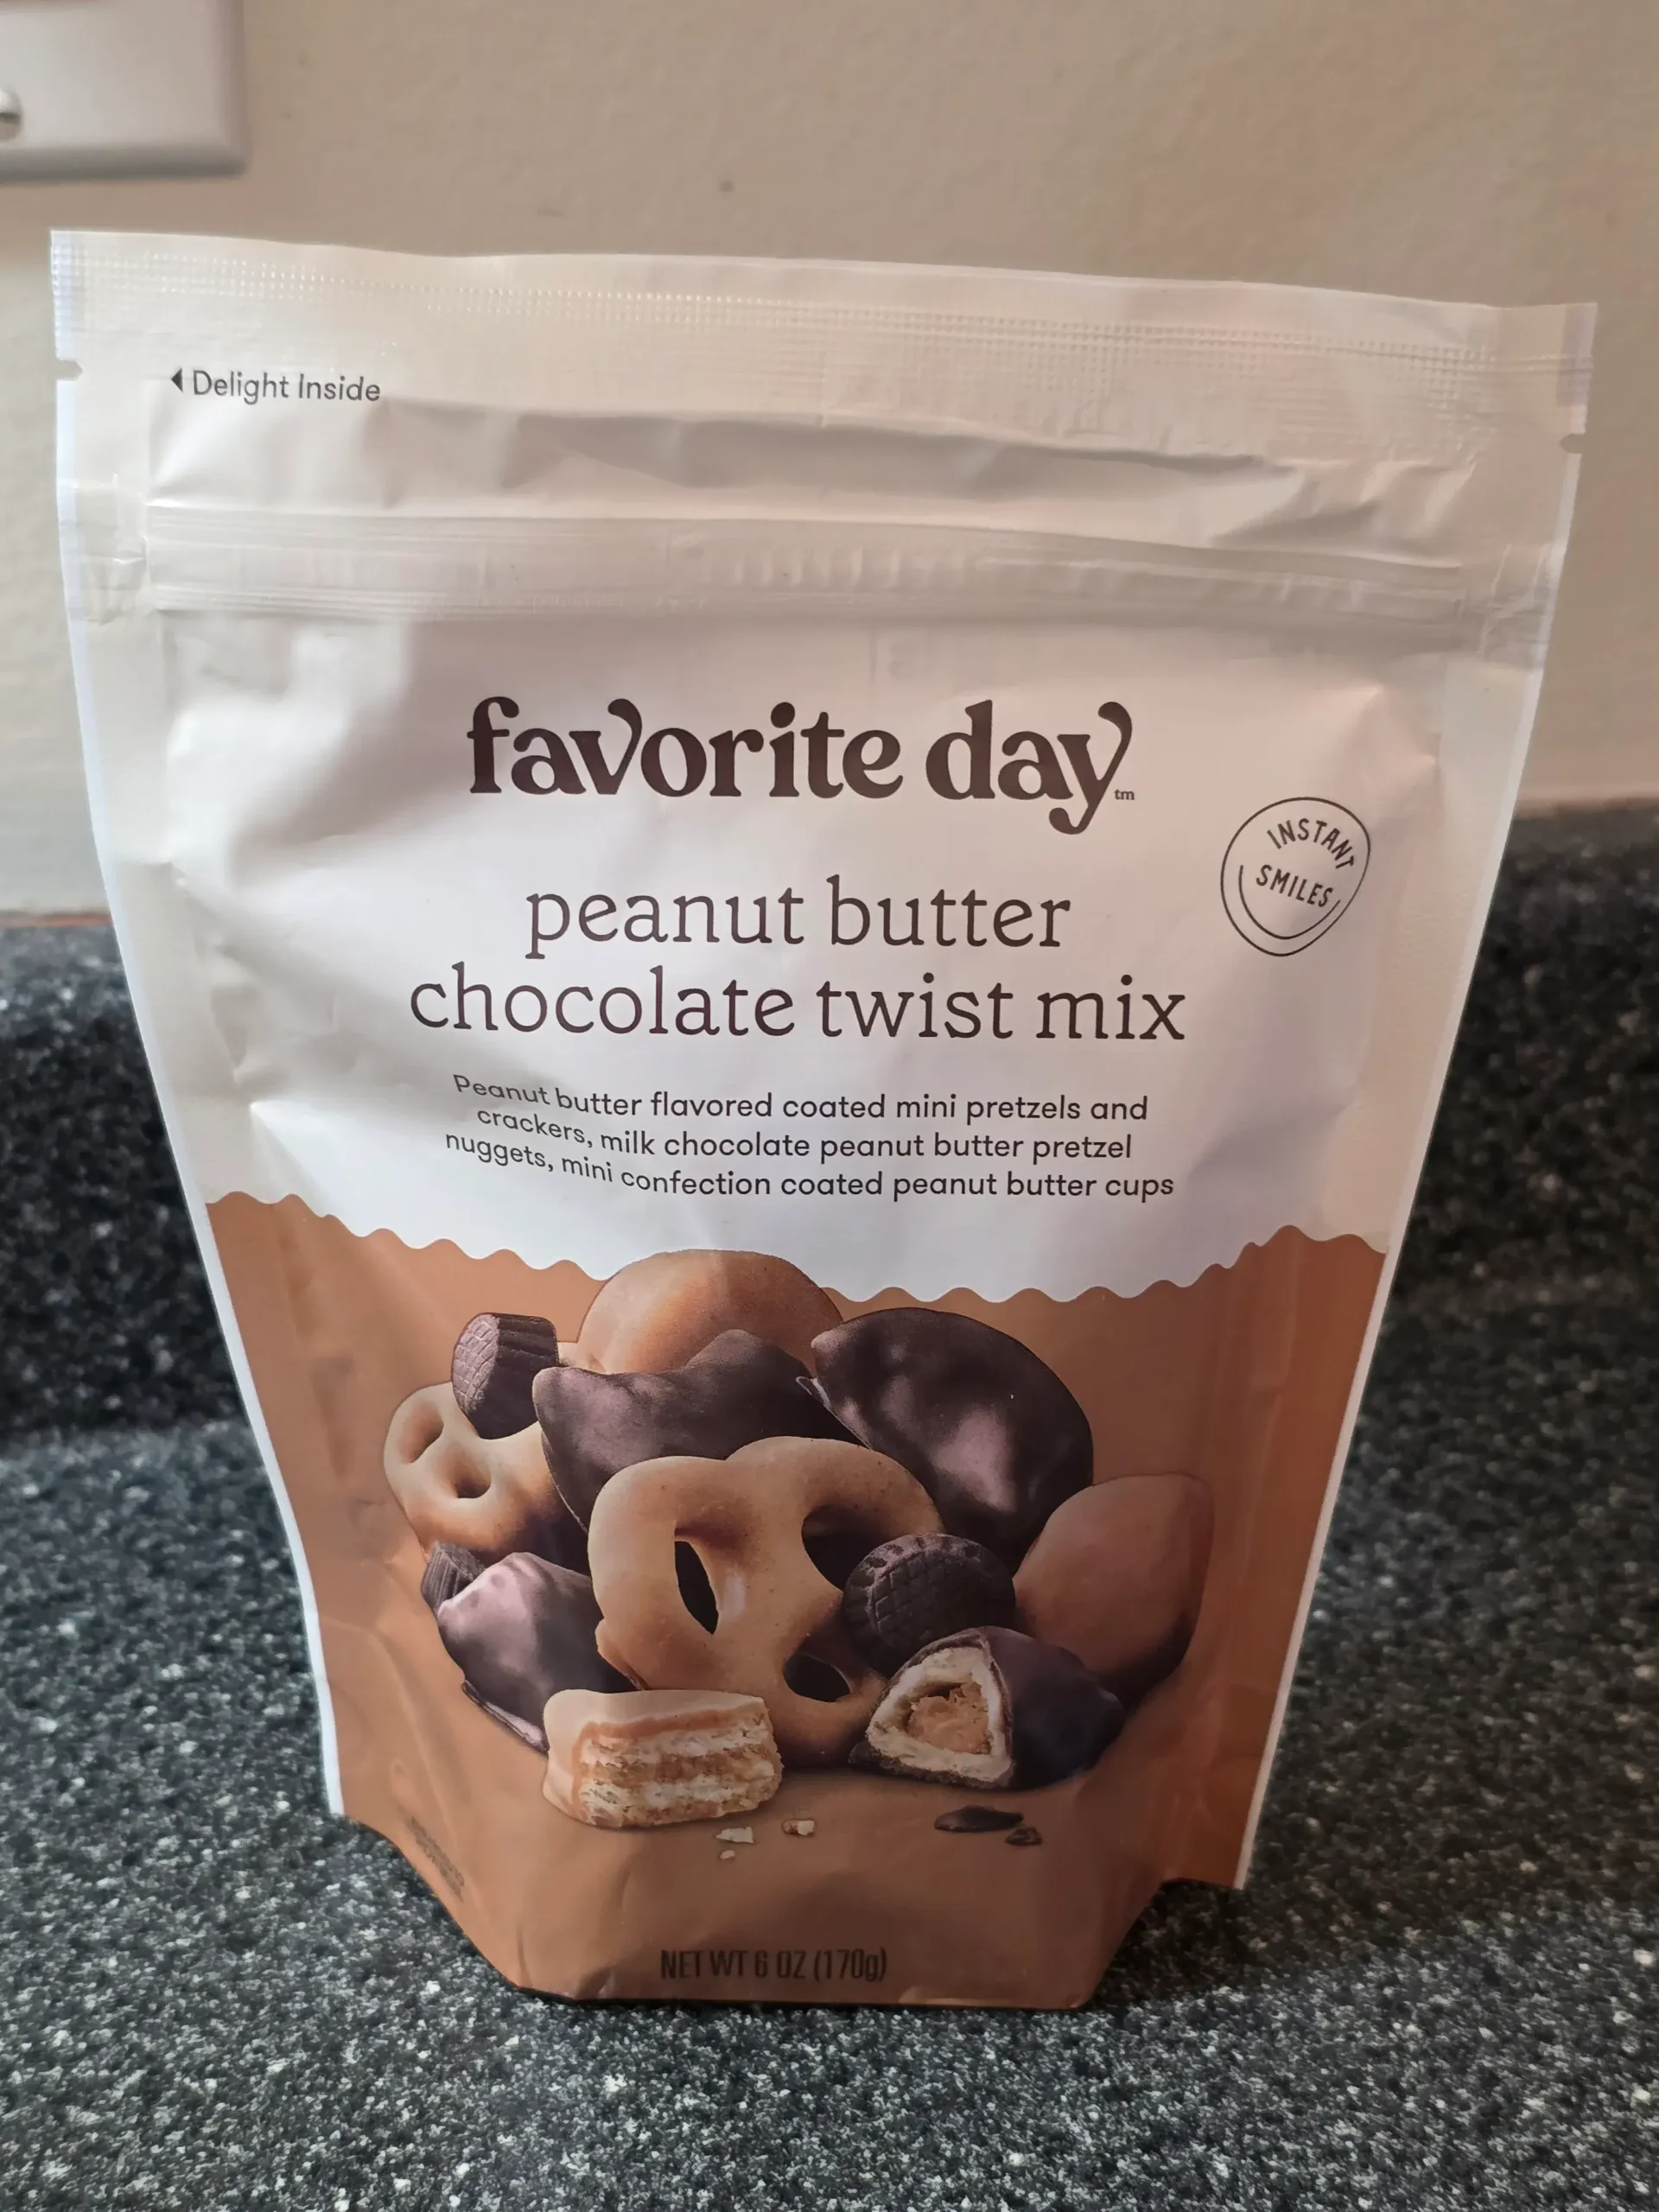 Delight Inside
favorite day™
INSTANT
SMILES
peanut butter
chocolate twist mix
Peanut butter flavored coated mini pretzels and
crackers, milk chocolate peanut butter pretzel
nuggets, mini confection coated peanut butter cups
NET WT 6 OZ (170g)